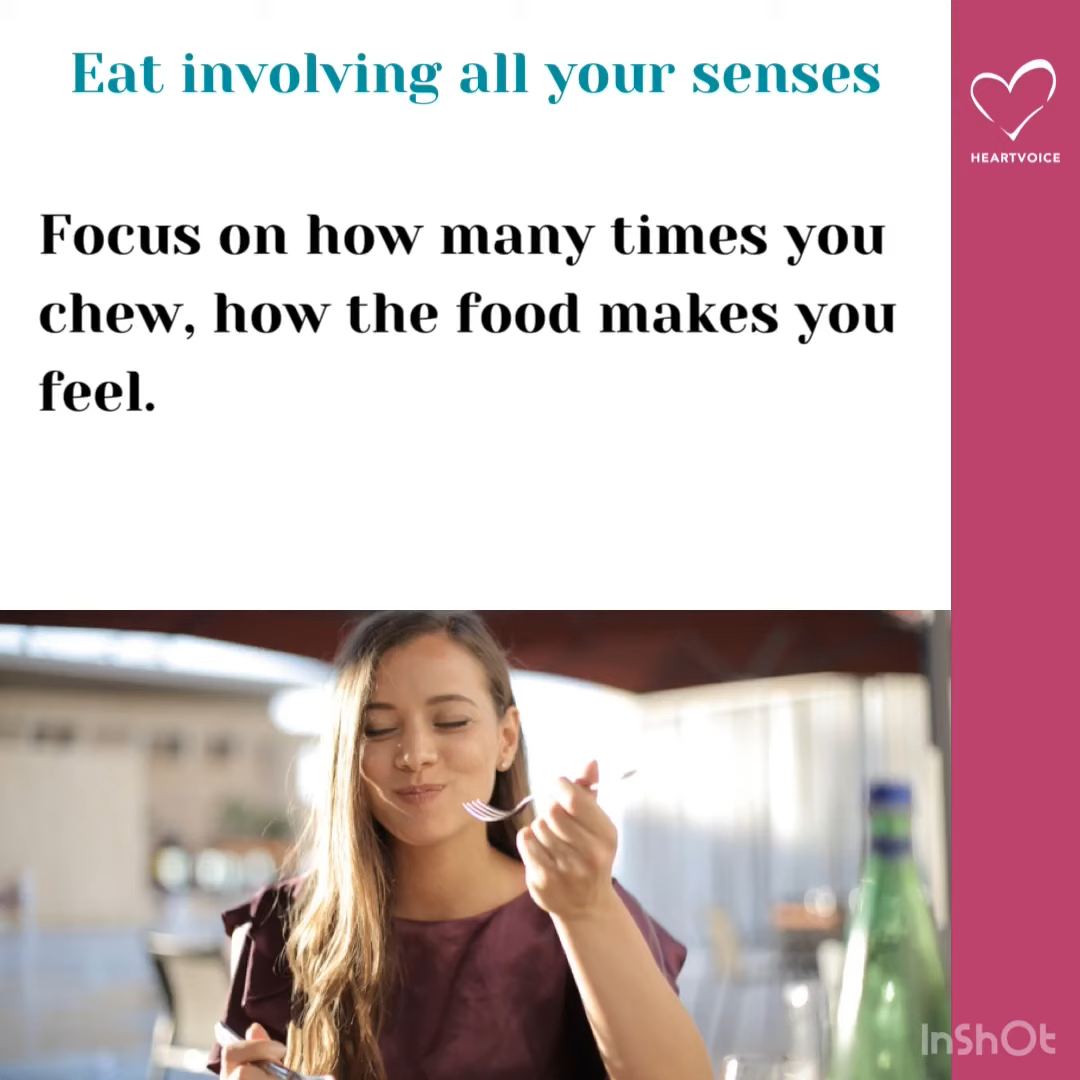 Eat involving all your senses
HEARTVOICE
Focus on how many times you
chew, how the food makes you
feel.
InShOt